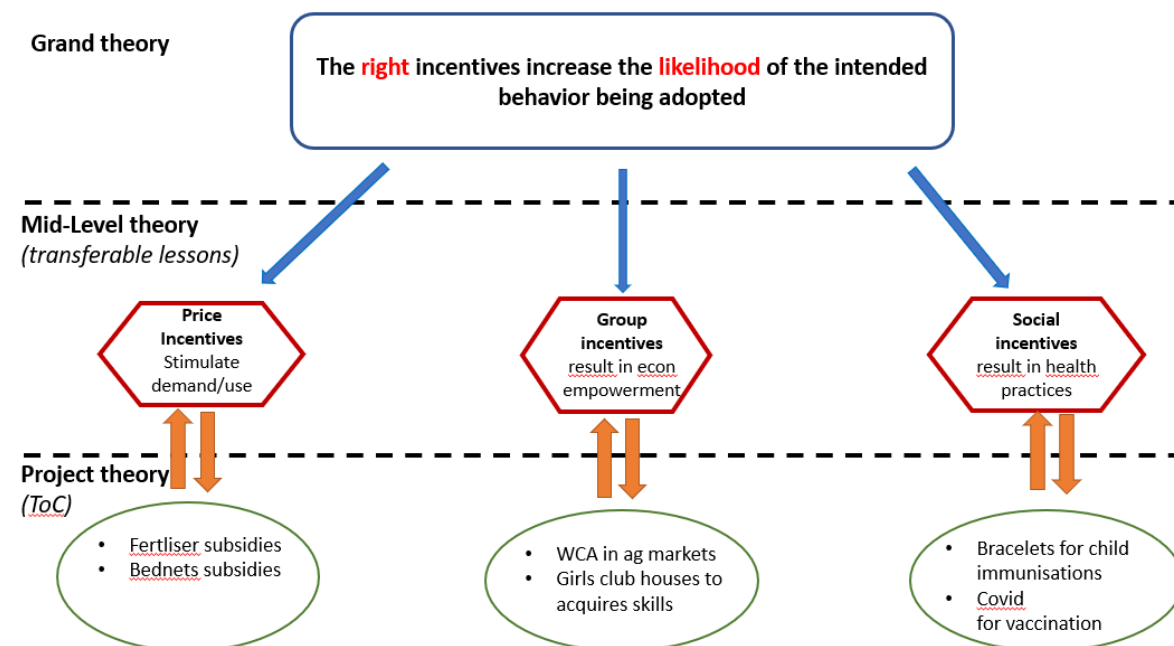 Grand theory
The right incentives increase the likelihood of the intended
behavior being adopted
Mid-Level theory
(transferable lessons)
Price
Incentives
Stimulate
demand/use
Group
incentives
result in econ
empowerment
Social
incentives
result in health
practices
Project theory
(ToC)
• Fertliser subsidies
• Bednets subsidies
• WCA in ag markets
• Girls club houses to
acquires skills
• Bracelets for child
immunisations
• Covid
for vaccination